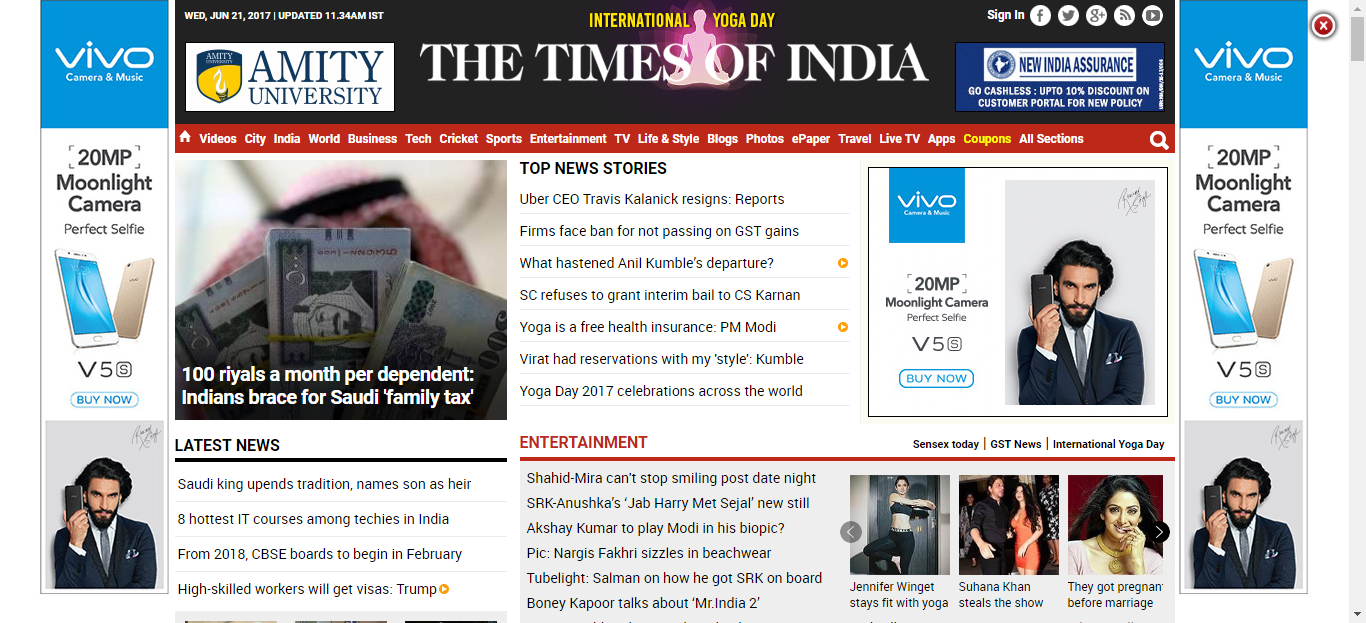 vivo
Camera & Music
20MP
Moonlight
Camera
Perfect Selfie
V5s
BUY NOW
WED, JUN 21, 2017 | UPDATED 11.34AM IST
INTERNATIONAL YOGA DAY
Sign In
AMITY UNIVERSITY
AMITY
UNIVERSITY
THE TIMES OF INDIA
NEW INDIA ASSURANCE
GO CASHLESS : UPTO 10% DISCOUNT ON
CUSTOMER PORTAL FOR NEW POLICY
Videos City India World Business Tech Cricket Sports Entertainment TV Life & Style Blogs Photos ePaper Travel Live TV Apps Coupons All Sections
100 riyals a month per dependent:
Indians brace for Saudi 'family tax'
TOP NEWS STORIES
Uber CEO Travis Kalanick resigns: Reports
Firms face ban for not passing on GST gains
What hastened Anil Kumble's departure?
SC refuses to grant interim bail to CS Karnan
Yoga is a free health insurance: PM Modi
Virat had reservations with my 'style': Kumble
Yoga Day 2017 celebrations across the world
vivo
Camera & Music
20MP
Moonlight Camera
Perfect Selfie
V5s
BUY NOW
LATEST NEWS
Saudi king upends tradition, names son as heir
8 hottest IT courses among techies in India
From 2018, CBSE boards to begin in February
High-skilled workers will get visas: Trump
ENTERTAINMENT
Sensex today | GST News | International Yoga Day
Shahid-Mira can't stop smiling post date night
SRK-Anushka's ‘Jab Harry Met Sejal’ new still
Akshay Kumar to play Modi in his biopic?
Pic: Nargis Fakhri sizzles in beachwear
Tubelight: Salman on how he got SRK on board
Boney Kapoor talks about ‘Mr.India 2’
Jennifer Winget
stays fit with yoga
Suhana Khan
steals the show
They got pregnant
before marriage
vivo
Camera & Music
20MP
Moonlight
Camera
Perfect Selfie
V5s
BUY NOW